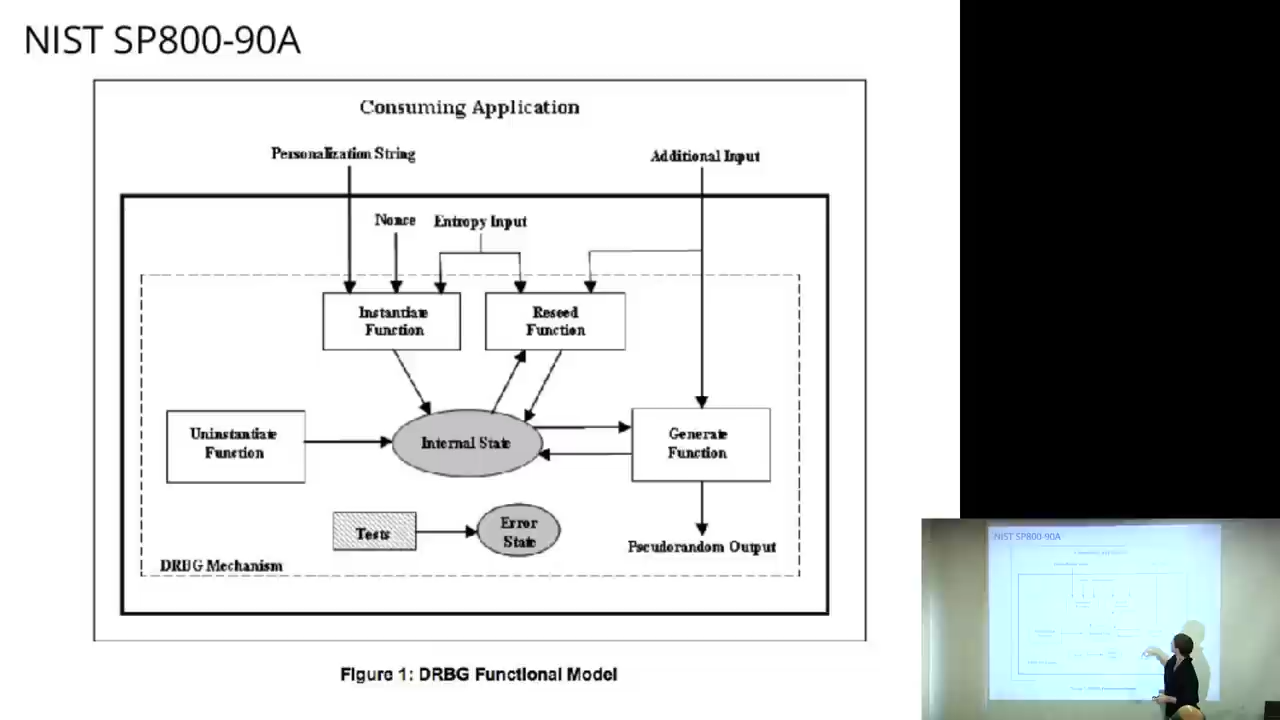 NIST SP800-90A
Consuming Application
Personalization String
Additional Input
Nonce
Entropy Input
Instantiate
Function
Reseed
Function
Uninstantiate
Function
Internal State
Generate
Function
Tests
Error
State
Pseudorandom Output
DRBG Mechanism
Figure 1: DRBG Functional Model
NIST SP800-90A